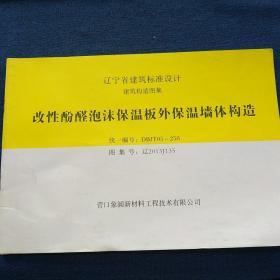 辽宁省建筑标准设计
建筑构造图集
改性酚醛泡沫保温板外保温墙体构造
统一编号：DBJT05-256
图 集 号：辽2013J135
营口象圆新材料工程技术有限公司